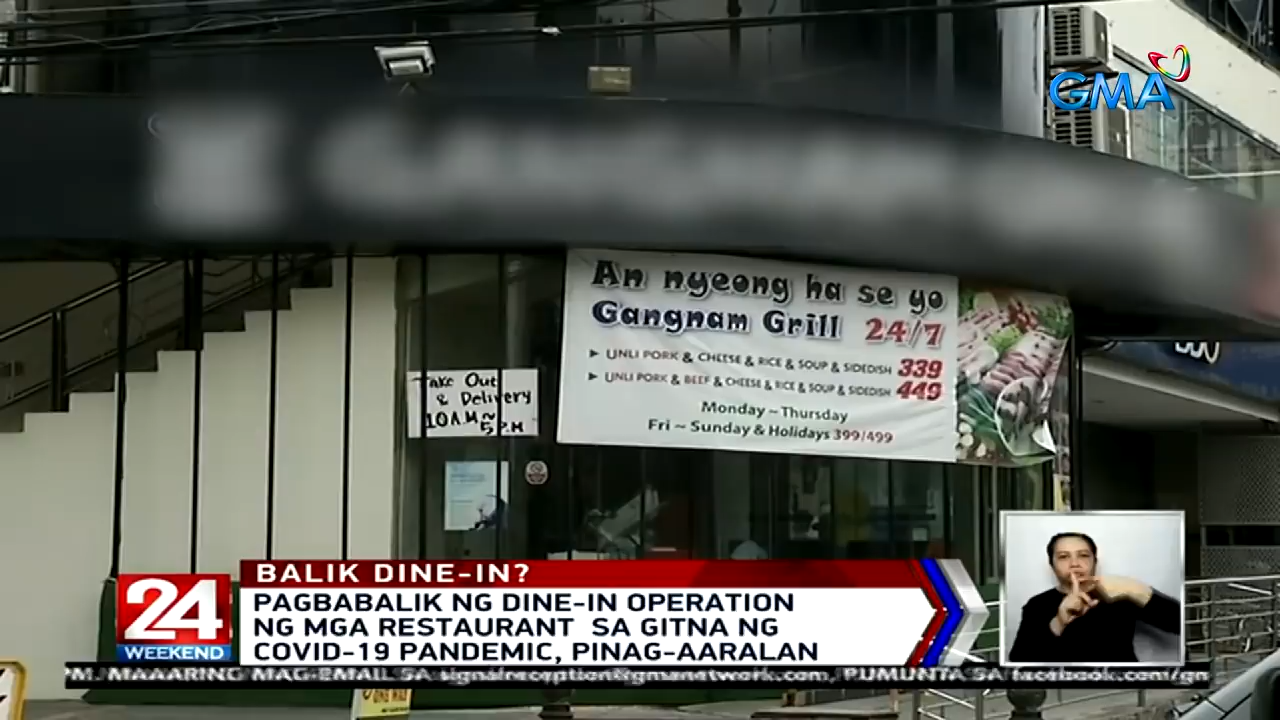 GMA
An nyeong ha se yo
Gangnam Grill 24/7
► UNLI PORK & CHEESE & RICE & SOUP & SIDEDISH 339
► UNLI PORK & BEEF & CHEESE & RICE & SOUP & SIDEDISH 449
Monday ~ Thursday
Fri ~ Sunday & Holidays 399/499
Take Out
& Delivery
10 A.M ~
5 P.M
BALIK DINE-IN?
24
WEEKEND
PAGBABALIK NG DINE-IN OPERATION
NG MGA RESTAURANT SA GITNA NG
COVID-19 PANDEMIC, PINAG-AARALAN
MAAARING MAG-EMAIL SA signalreception@gmanetwork.com, PUMUNTA SA facebook.com/gm